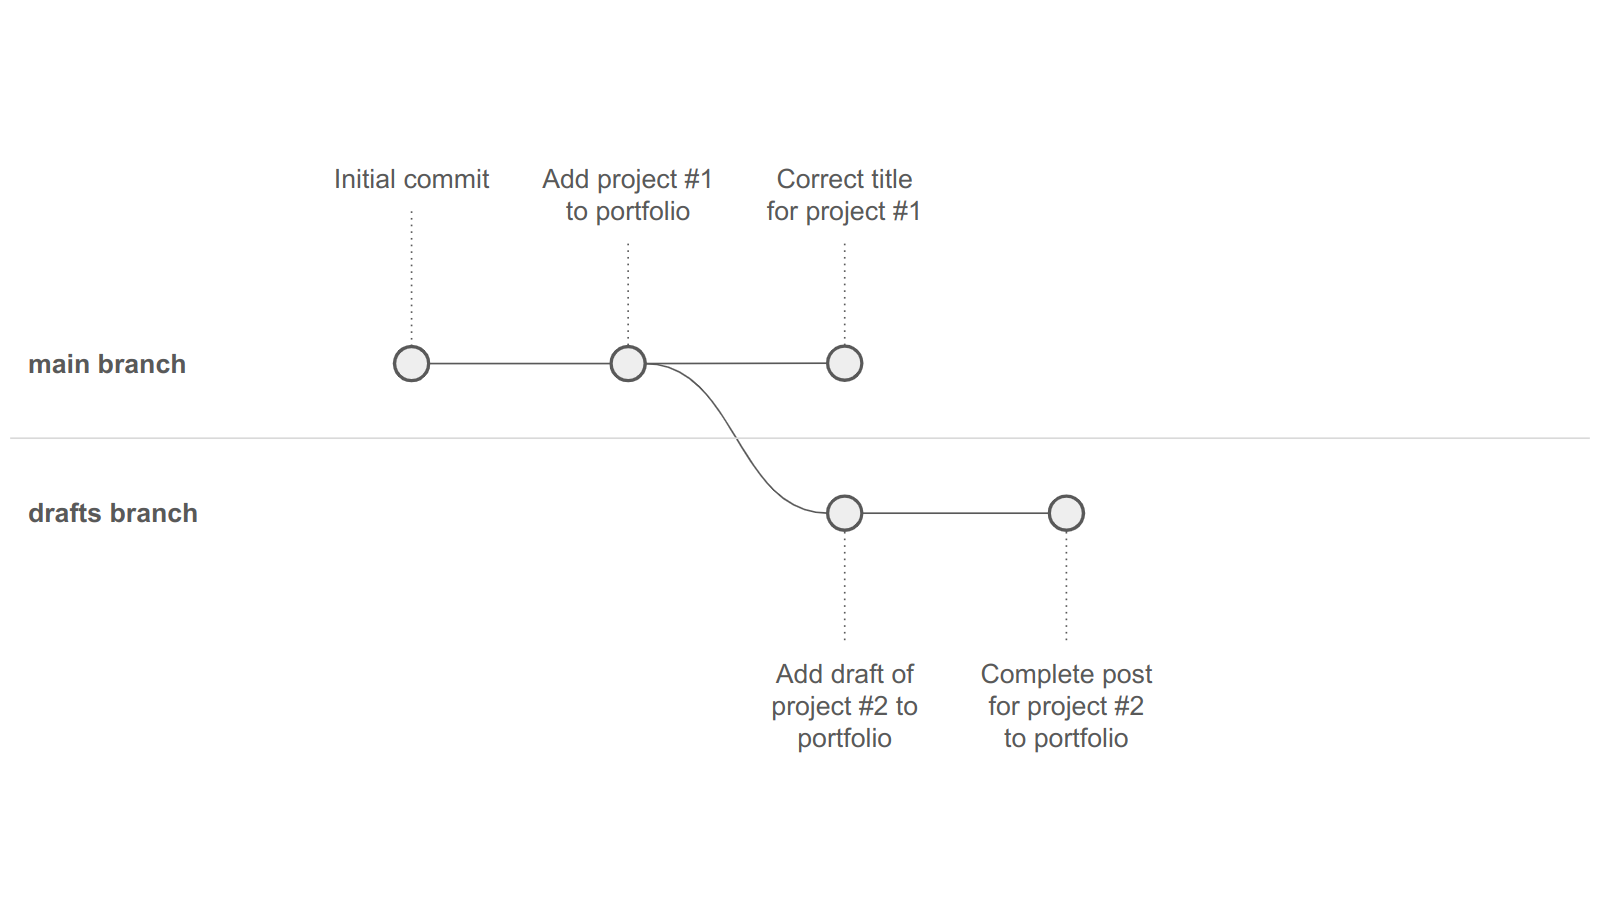 Initial commit
Add project #1
to portfolio
Correct title
for project #1
main branch
drafts branch
Add draft of
project #2 to
portfolio
Complete post
for project #2
to portfolio